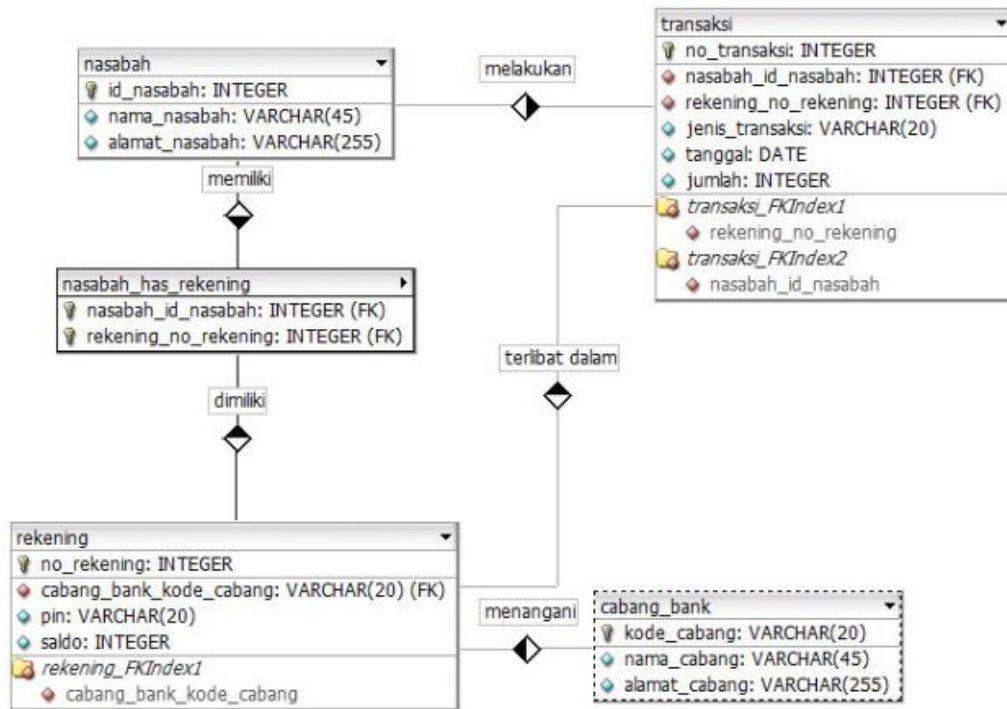 nasabah
id_nasabah: INTEGER
nama_nasabah: VARCHAR(45)
alamat_nasabah: VARCHAR(255)
melakukan
transaksi
no_transaksi: INTEGER
nasabah_id_nasabah: INTEGER (FK)
rekening_no_rekening: INTEGER (FK)
jenis_transaksi: VARCHAR(20)
tanggal: DATE
jumlah: INTEGER
transaksi_FKIndex1
rekening_no_rekening
transaksi_FKIndex2
nasabah_id_nasabah
memiliki
nasabah_has_rekening
nasabah_id_nasabah: INTEGER (FK)
rekening_no_rekening: INTEGER (FK)
terlibat dalam
dimiliki
rekening
no_rekening: INTEGER
cabang_bank_kode_cabang: VARCHAR(20) (FK)
pin: VARCHAR(20)
saldo: INTEGER
rekening_FKIndex1
cabang_bank_kode_cabang
menangani
cabang_bank
kode_cabang: VARCHAR(20)
nama_cabang: VARCHAR(45)
alamat_cabang: VARCHAR(255)